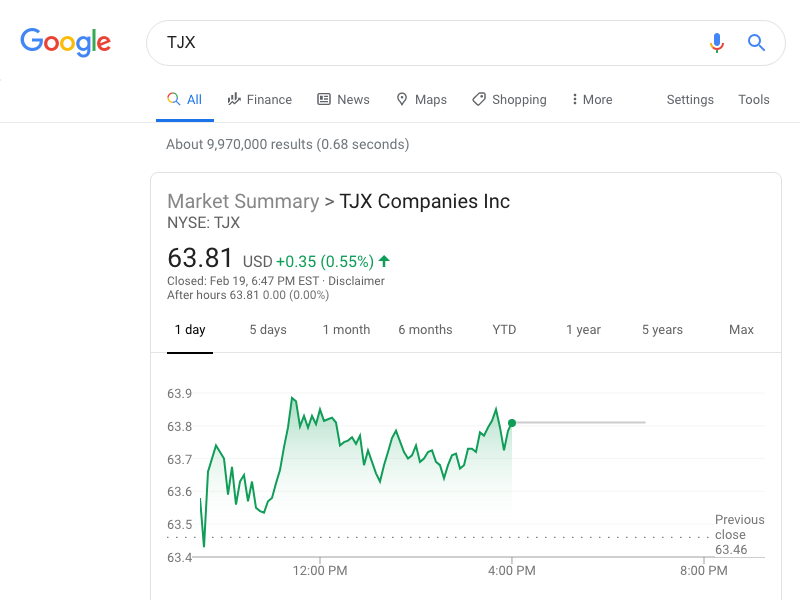 Google
TJX
All Finance News Maps Shopping More Settings Tools
About 9,970,000 results (0.68 seconds)
Market Summary > TJX Companies Inc
NYSE: TJX
63.81 USD +0.35 (0.55%)
Closed: Feb 19, 6:47 PM EST · Disclaimer
After hours 63.81 0.00 (0.00%)
1 day 5 days 1 month 6 months YTD 1 year 5 years Max
63.9
63.8
63.7
63.6
63.5
63.4
Previous
close
63.46
12:00 PM 4:00 PM 8:00 PM